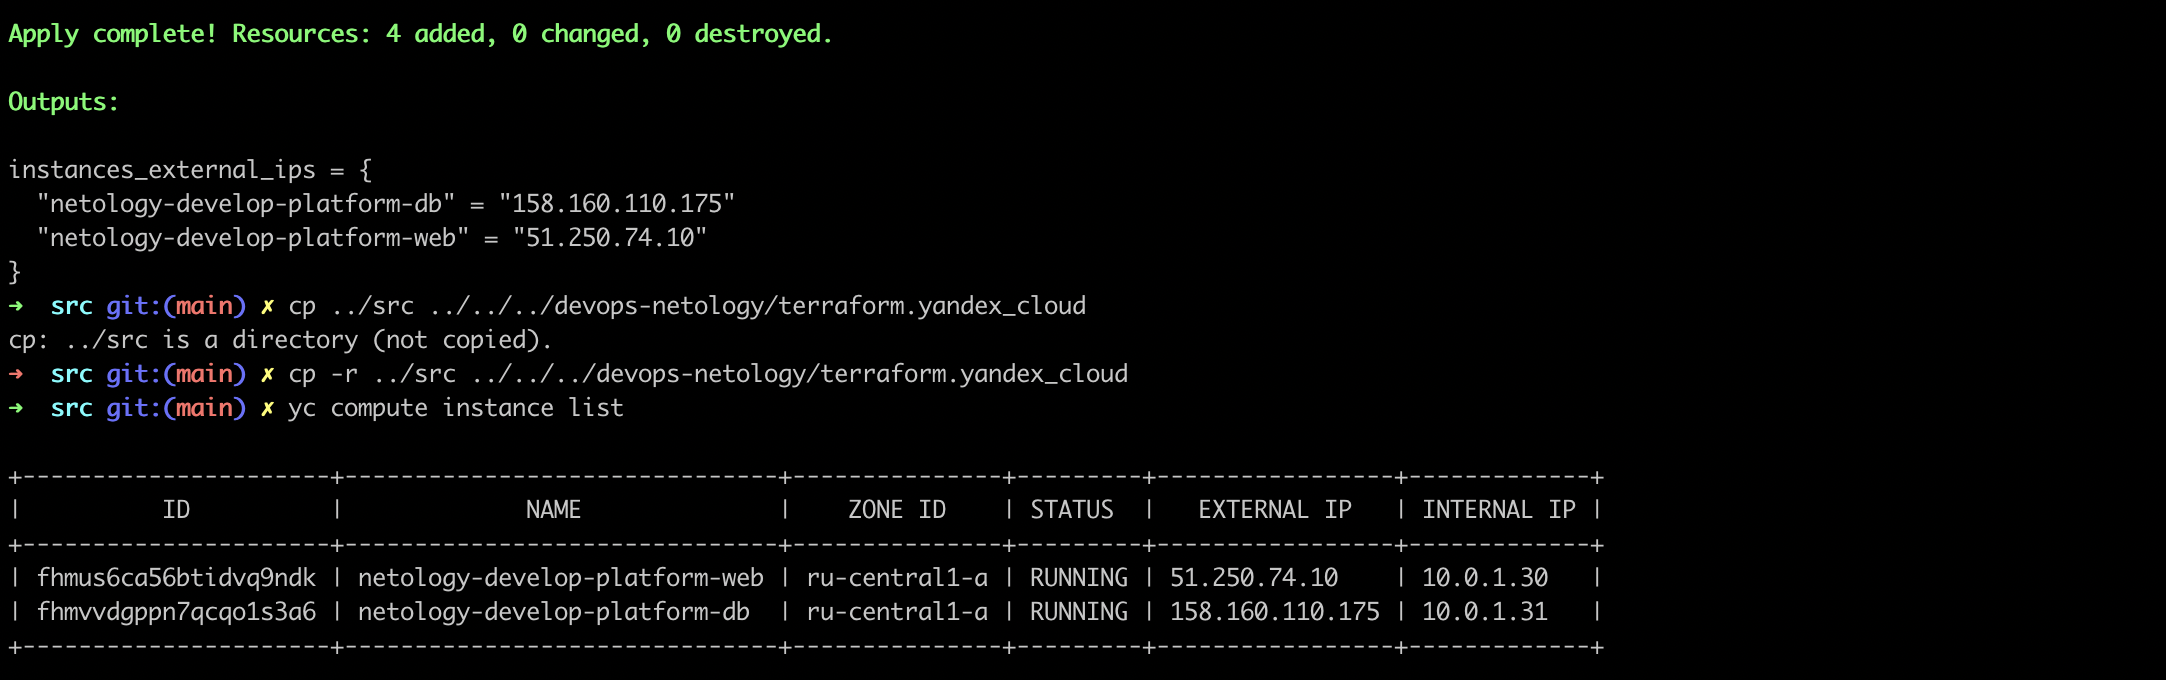 Apply complete! Resources: 4 added, 0 changed, 0 destroyed.
Outputs:
instances_external_ips = {
  "netology-develop-platform-db" = "158.160.110.175"
  "netology-develop-platform-web" = "51.250.74.10"
}
➜  src git:(main) ✗ cp ../src ../../../devops-netology/terraform.yandex_cloud
cp: ../src is a directory (not copied).
➜  src git:(main) ✗ cp -r ../src ../../../devops-netology/terraform.yandex_cloud
➜  src git:(main) ✗ yc compute instance list
+----------------------+-------------------------------+---------------+---------+-----------------+-------------+
|          ID          |             NAME              |    ZONE ID    | STATUS  |   EXTERNAL IP   | INTERNAL IP |
+----------------------+-------------------------------+---------------+---------+-----------------+-------------+
| fhmus6ca56btidvq9ndk | netology-develop-platform-web | ru-central1-a | RUNNING | 51.250.74.10    | 10.0.1.30   |
| fhmvvdgppn7qcqo1s3a6 | netology-develop-platform-db  | ru-central1-a | RUNNING | 158.160.110.175 | 10.0.1.31   |
+----------------------+-------------------------------+---------------+---------+-----------------+-------------+